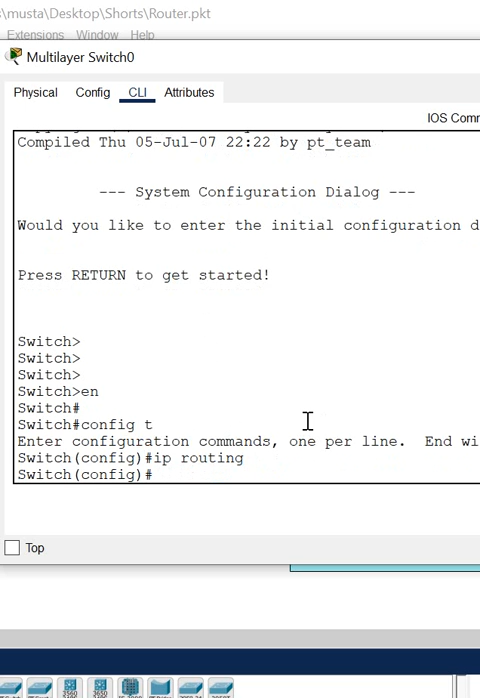 s\musta\Desktop\Shorts\Router.pkt
Extensions Window Help
Multilayer Switch0
Physical Config CLI Attributes
IOS Comm
Compiled Thu 05-Jul-07 22:22 by pt_team
--- System Configuration Dialog ---
Would you like to enter the initial configuration d
Press RETURN to get started!
Switch>
Switch>
Switch>
Switch>en
Switch#
Switch#config t
Enter configuration commands, one per line. End wi
Switch(config)#ip routing
Switch(config)#
Top